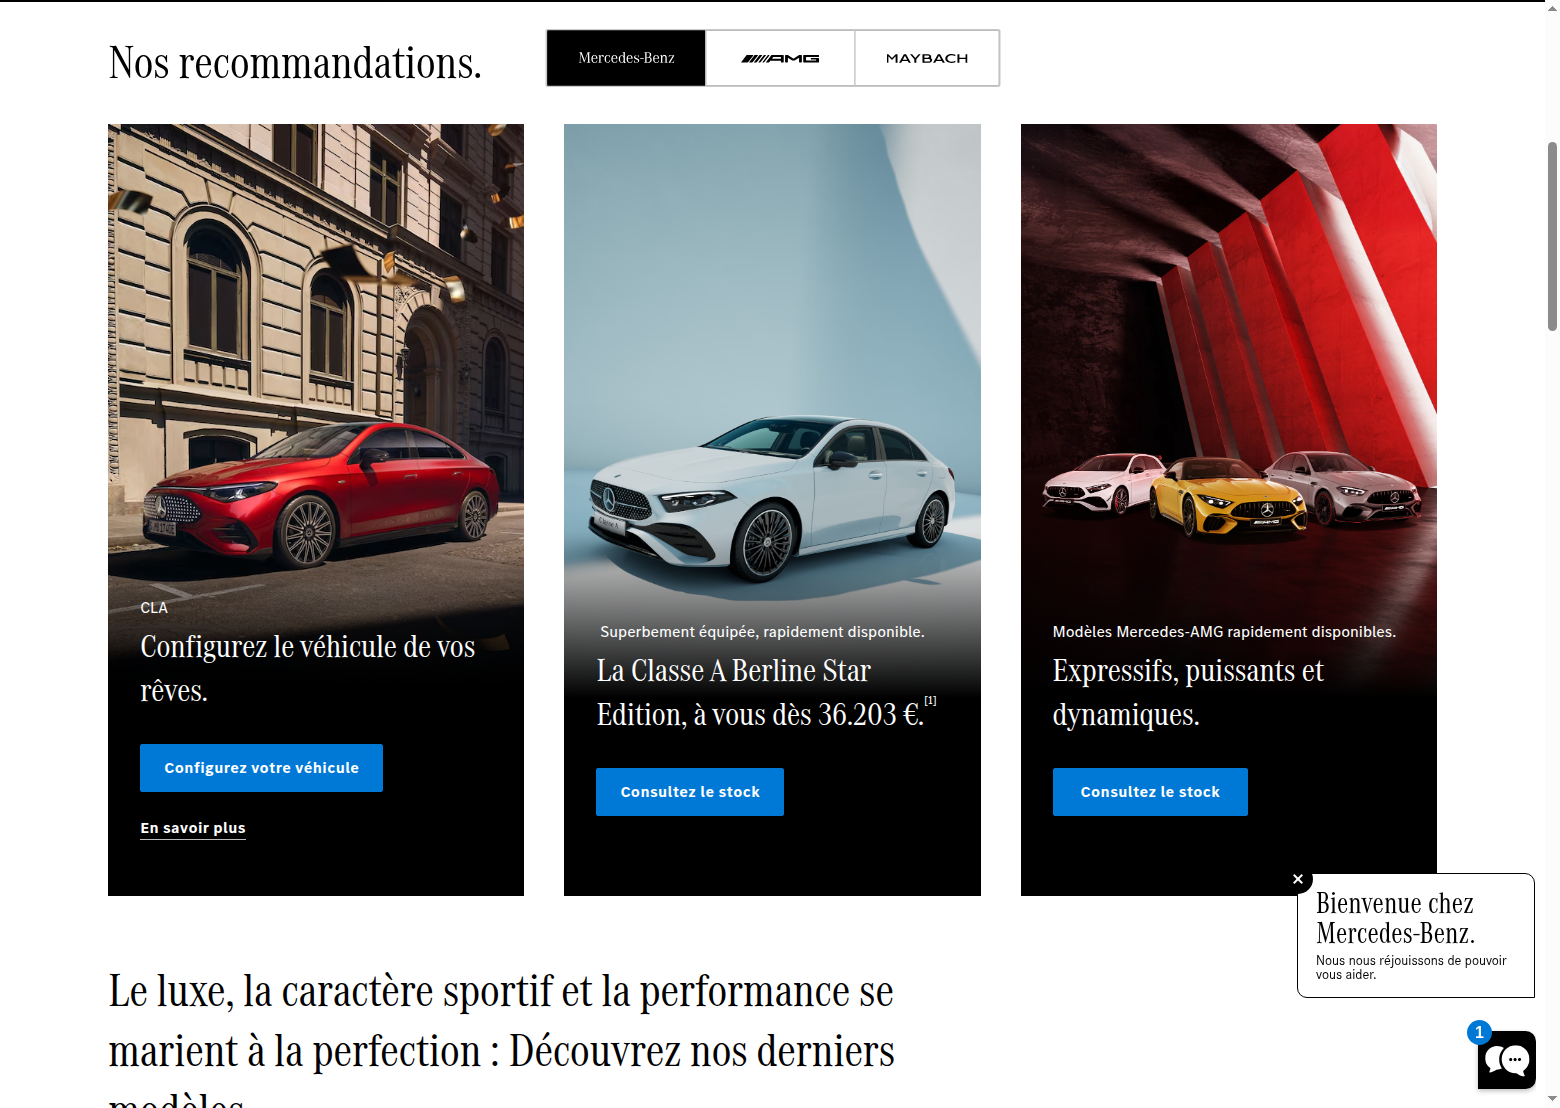 Nos recommandations.
Mercedes-Benz
AMG
MAYBACH
CLA
Configurez le véhicule de vos
rêves.
Configurez votre véhicule
En savoir plus
Superbement équipée, rapidement disponible.
La Classe A Berline Star
Edition, à vous dès 36.203 €.[1]
Consultez le stock
Modèles Mercedes-AMG rapidement disponibles.
Expressifs, puissants et
dynamiques.
Consultez le stock
Bienvenue chez
Mercedes-Benz.
Nous nous réjouissons de pouvoir
vous aider.
1
Le luxe, la caractère sportif et la performance se
marient à la perfection : Découvrez nos derniers
modèles